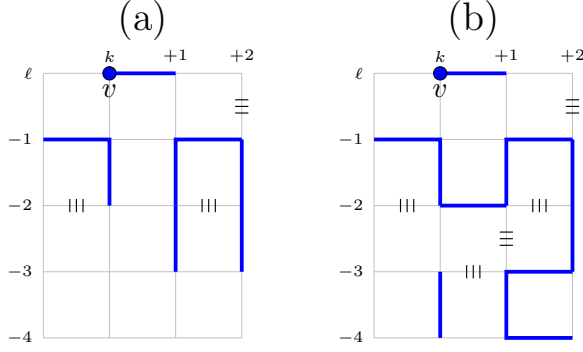 (a) (b)
k +1 +2 k +1 +2
ℓ ℓ
v v
−1 −1
−2 −2
−3 −3
−4 −4